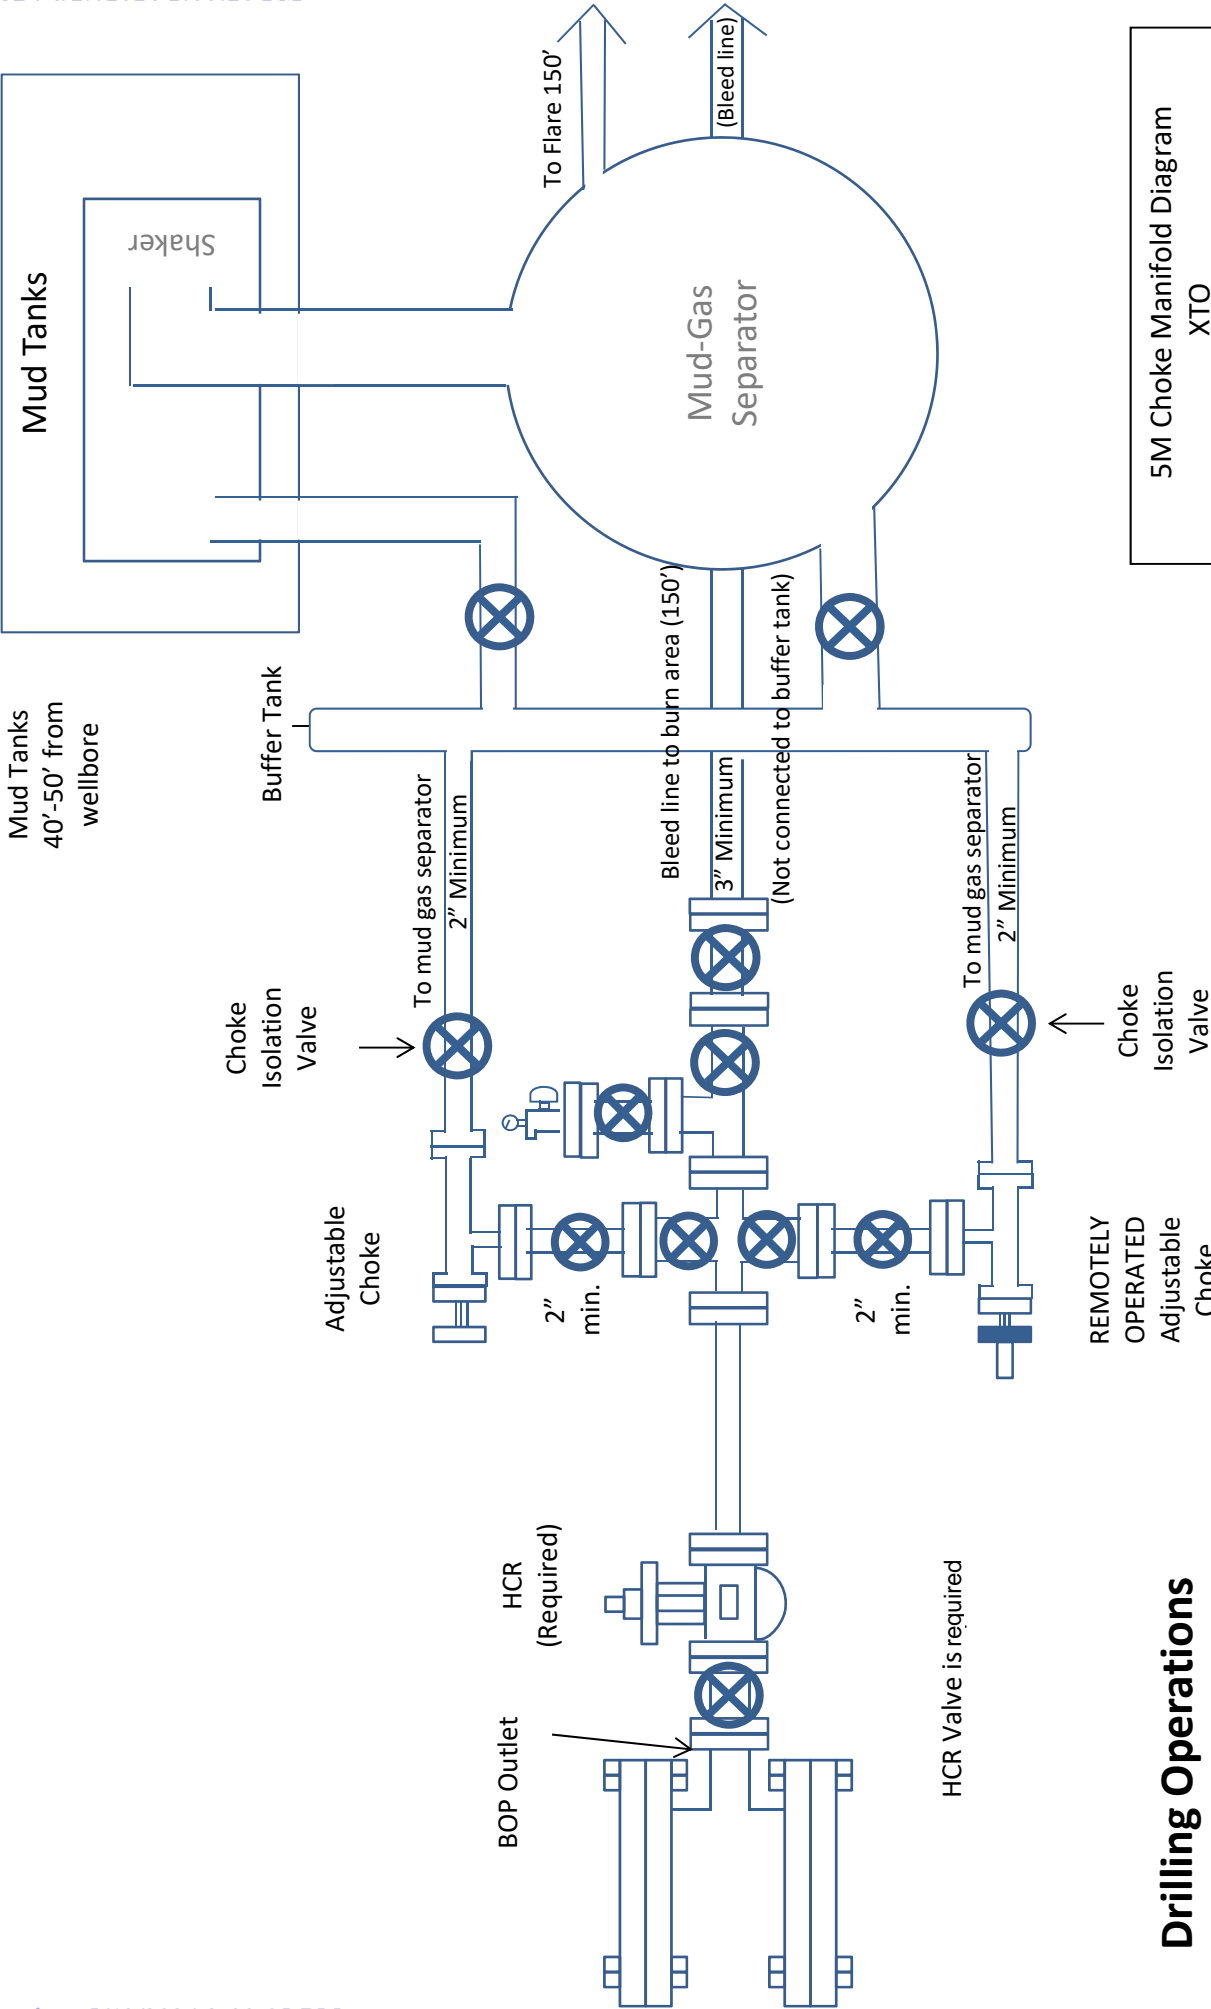 Mud Tanks
Shaker
Mud Tanks
40’-50’ from
wellbore
Buffer Tank
To Flare 150’
(Bleed line)
Mud-Gas
Separator
Bleed line to burn area (150’)
3” Minimum
(Not connected to buffer tank)
To mud gas separator
2” Minimum
To mud gas separator
2” Minimum
Choke
Isolation
Valve
Choke
Isolation
Valve
Adjustable
Choke
2”
min.
2”
min.
REMOTELY
OPERATED
Adjustable
Choke
HCR
(Required)
BOP Outlet
HCR Valve is required
Drilling Operations
5M Choke Manifold Diagram
XTO